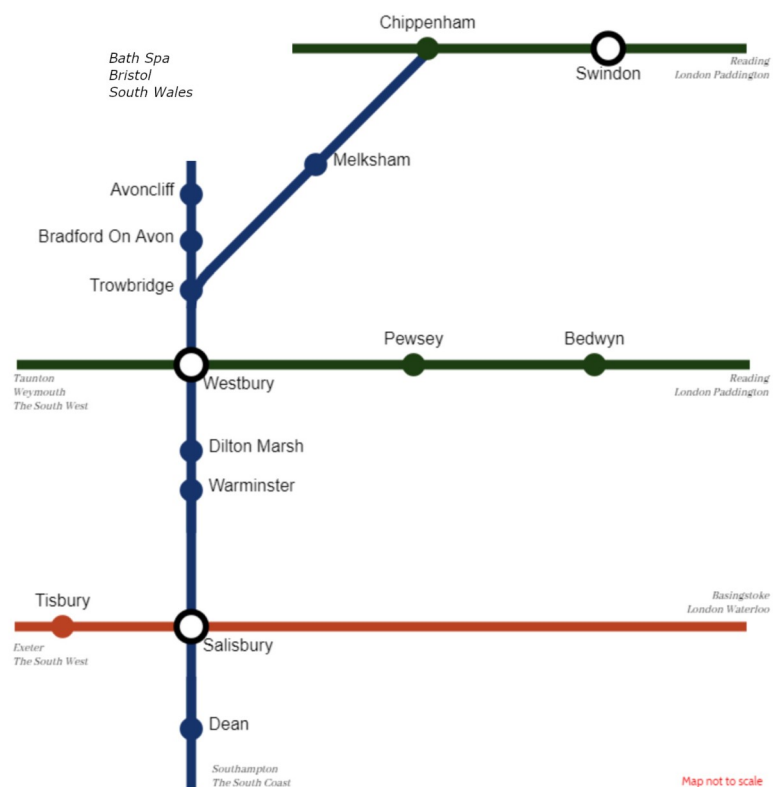 Chippenham
Bath Spa
Bristol
South Wales
Swindon
Reading
London Paddington
Melksham
Avoncliff
Bradford On Avon
Trowbridge
Pewsey
Bedwyn
Taunton
Weymouth
The South West
Westbury
Reading
London Paddington
Dilton Marsh
Warminster
Tisbury
Basingstoke
London Waterloo
Exeter
The South West
Salisbury
Dean
Southampton
The South Coast
Map not to scale